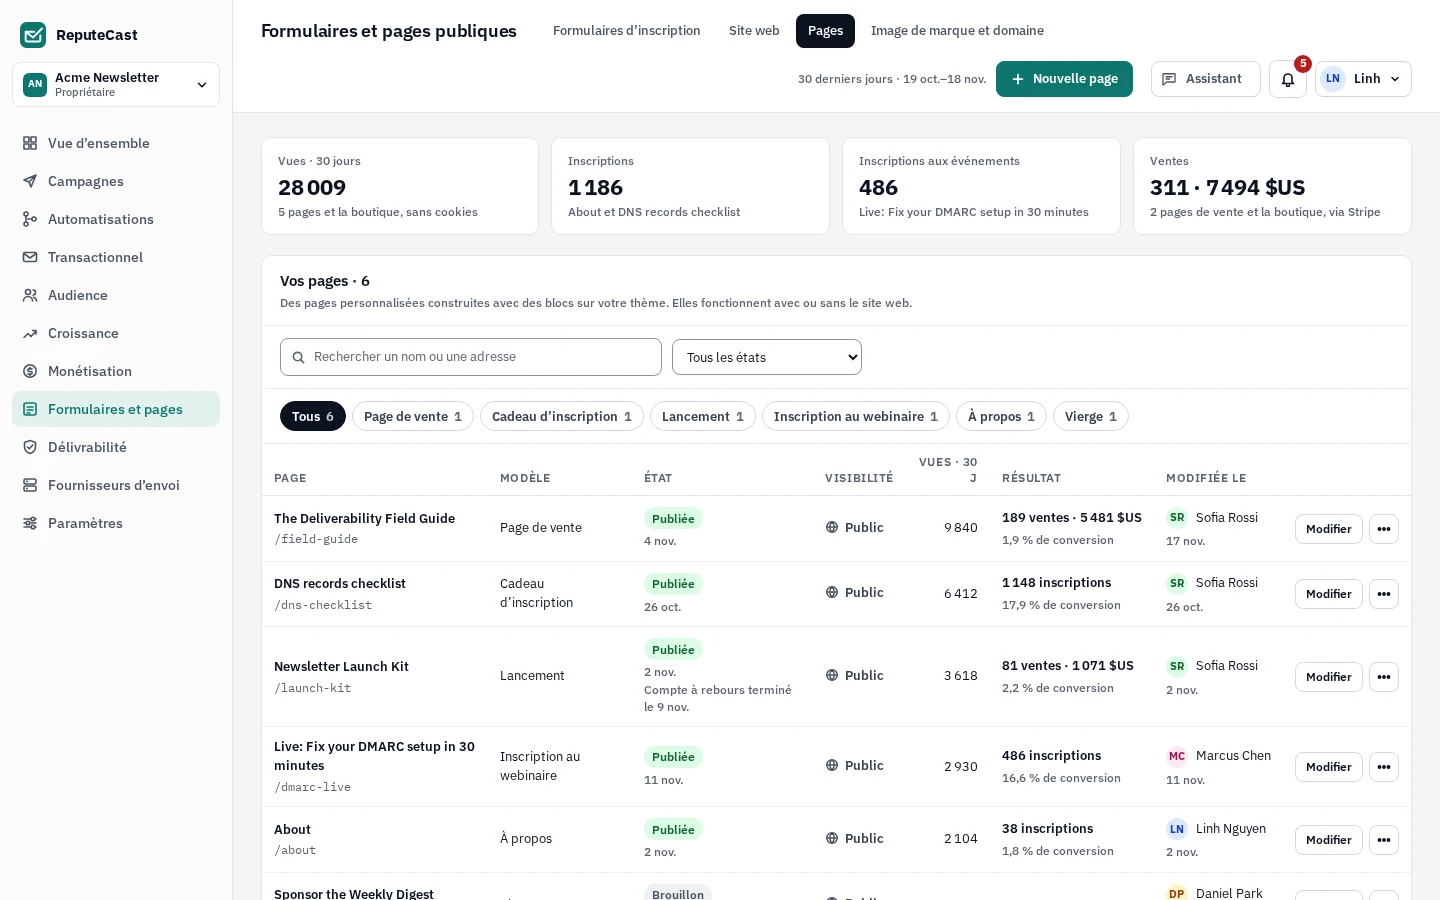 ReputeCast
AN
Acme Newsletter
Propriétaire
Vue d’ensemble
Campagnes
Automatisations
Transactionnel
Audience
Croissance
Monétisation
Formulaires et pages
Délivrabilité
Fournisseurs d’envoi
Paramètres
Formulaires et pages publiques
Formulaires d’inscription
Site web
Pages
Image de marque et domaine
30 derniers jours · 19 oct.–18 nov.
Nouvelle page
Assistant
5
LN
Linh
Vues · 30 jours
28 009
5 pages et la boutique, sans cookies
Inscriptions
1 186
About et DNS records checklist
Inscriptions aux événements
486
Live: Fix your DMARC setup in 30 minutes
Ventes
311 · 7 494 $US
2 pages de vente et la boutique, via Stripe
Vos pages · 6
Des pages personnalisées construites avec des blocs sur votre thème. Elles fonctionnent avec ou sans le site web.
Rechercher un nom ou une adresse
Tous les états
Tous 6
Page de vente 1
Cadeau d’inscription 1
Lancement 1
Inscription au webinaire 1
À propos 1
Vierge 1
PAGE
MODÈLE
ÉTAT
VISIBILITÉ
VUES · 30
J
RÉSULTAT
MODIFIÉE LE
The Deliverability Field Guide
/field-guide
Page de vente
Publiée
4 nov.
Public
9 840
189 ventes · 5 481 $US
1,9 % de conversion
SR
Sofia Rossi
17 nov.
Modifier
DNS records checklist
/dns-checklist
Cadeau
d’inscription
Publiée
26 oct.
Public
6 412
1 148 inscriptions
17,9 % de conversion
SR
Sofia Rossi
26 oct.
Modifier
Newsletter Launch Kit
/launch-kit
Lancement
Publiée
2 nov.
Compte à rebours terminé
le 9 nov.
Public
3 618
81 ventes · 1 071 $US
2,2 % de conversion
SR
Sofia Rossi
2 nov.
Modifier
Live: Fix your DMARC setup in 30
minutes
/dmarc-live
Inscription au
webinaire
Publiée
11 nov.
Public
2 930
486 inscriptions
16,6 % de conversion
MC
Marcus Chen
11 nov.
Modifier
About
/about
À propos
Publiée
2 nov.
Public
2 104
38 inscriptions
1,8 % de conversion
LN
Linh Nguyen
2 nov.
Modifier
Sponsor the Weekly Digest
Brouillon
DP
Daniel Park